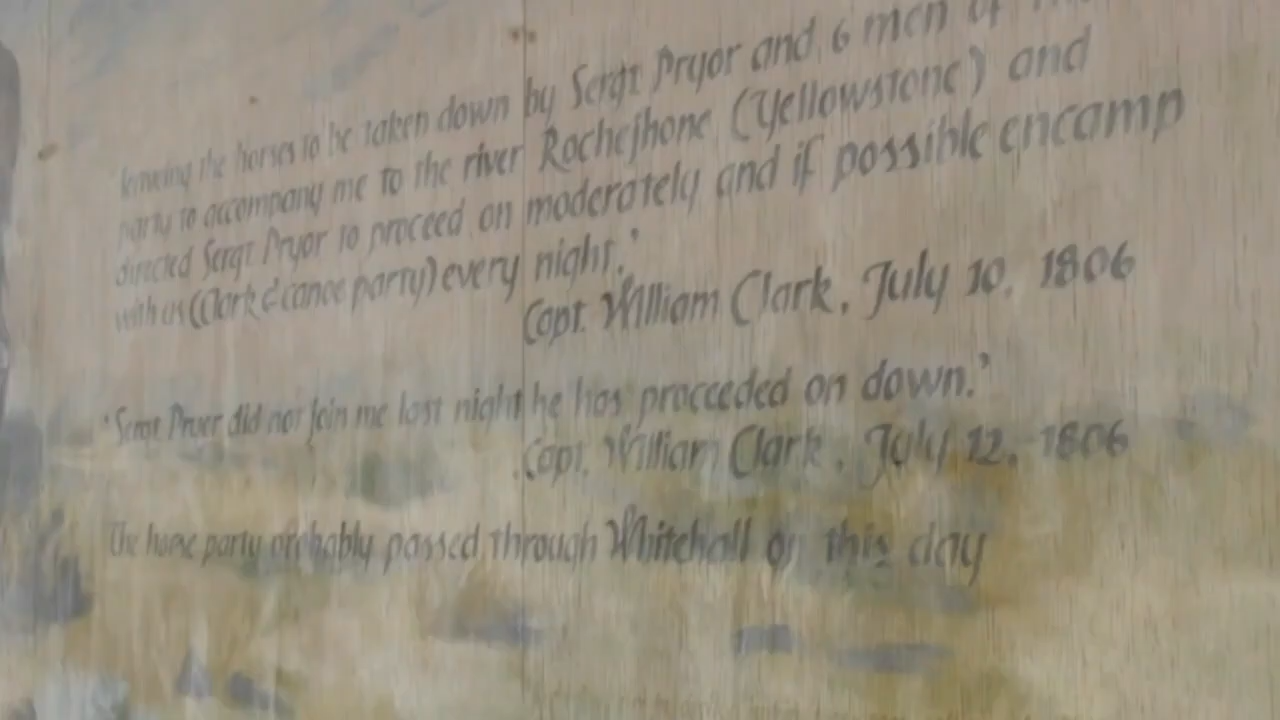 leaving the horses to be taken down by Sergt Pryor and 6 men of the
party to accompany me to the river Rochejhone (Yellowstone) and
directed Sergt Pryor to proceed on moderately and if possible encamp
with us (Clark & canoe party) every night.'
Capt. William Clark, July 10, 1806
'Sergt Pryer did not join me last night he has proceeded on down.'
Capt. William Clark, July 12, 1806
The horse party probably passed through Whitehall on this day